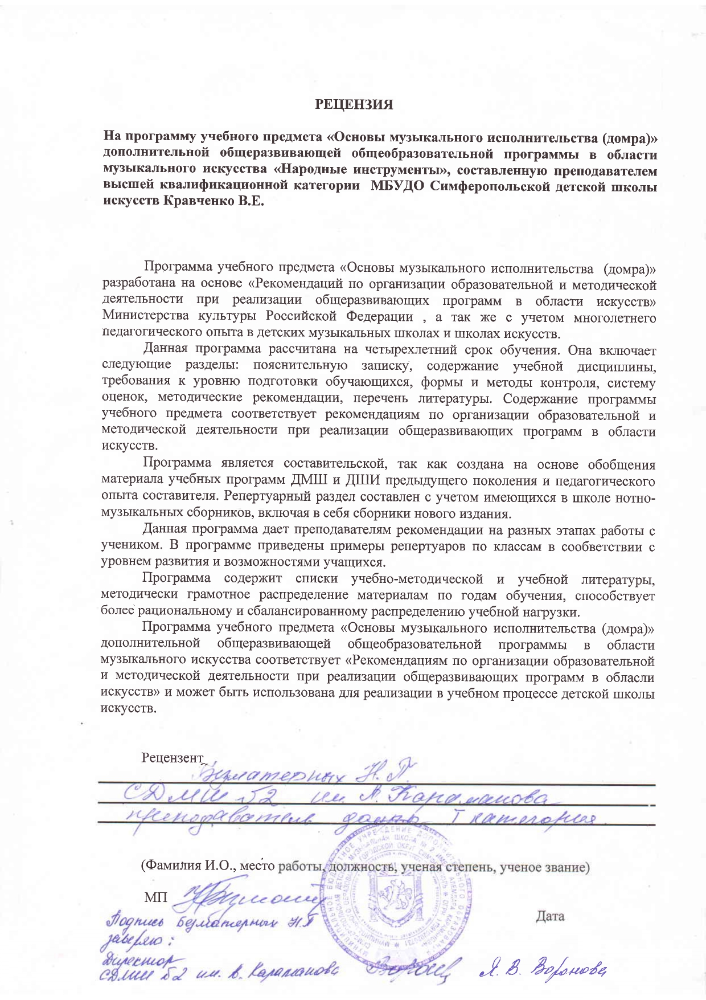 РЕЦЕНЗИЯ
На программу учебного предмета «Основы музыкального исполнительства (домра)»
дополнительной общеразвивающей общеобразовательной программы в области
музыкального искусства «Народные инструменты», составленную преподавателем
высшей квалификационной категории МБУДО Симферопольской детской школы
искусств Кравченко В.Е.
Программа учебного предмета «Основы музыкального исполнительства (домра)»
разработана на основе «Рекомендаций по организации образовательной и методической
деятельности при реализации общеразвивающих программ в области искусств»
Министерства культуры Российской Федерации , а так же с учетом многолетнего
педагогического опыта в детских музыкальных школах и школах искусств.
Данная программа рассчитана на четырехлетний срок обучения. Она включает
следующие разделы: пояснительную записку, содержание учебной дисциплины,
требования к уровню подготовки обучающихся, формы и методы контроля, систему
оценок, методические рекомендации, перечень литературы. Содержание программы
учебного предмета соответствует рекомендациям по организации образовательной и
методической деятельности при реализации общеразвивающих программ в области
искусств.
Программа является составительской, так как создана на основе обобщения
материала учебных программ ДМШ и ДШИ предыдущего поколения и педагогического
опыта составителя. Репертуарный раздел составлен с учетом имеющихся в школе нотно-
музыкальных сборников, включая в себя сборники нового издания.
Данная программа дает преподавателям рекомендации на разных этапах работы с
учеником. В программе приведены примеры репертуаров по классам в сообветствии с
уровнем развития и возможностями учащихся.
Программа содержит списки учебно-методической и учебной литературы,
методически грамотное распределение материалам по годам обучения, способствует
более рациональному и сбалансированному распределению учебной нагрузки.
Программа учебного предмета «Основы музыкального исполнительства (домра)»
дополнительной общеразвивающей общеобразовательной программы в области
музыкального искусства соответствует «Рекомендациям по организации образовательной
и методической деятельности при реализации общеразвивающих программ в обласли
искусств» и может быть использована для реализации в учебном процессе детской школы
искусств.
Рецензент
Безматерных Н. П.
СДМШ №2 им. А. Караманова
преподаватель домры I категория
(Фамилия И.О., место работы, должность, ученая степень, ученое звание)
МП
Подпись Безматерных Н.П
Дата
заверяю:
Директор
СДМШ №2 им. А. Караманова Я. В. Воронова